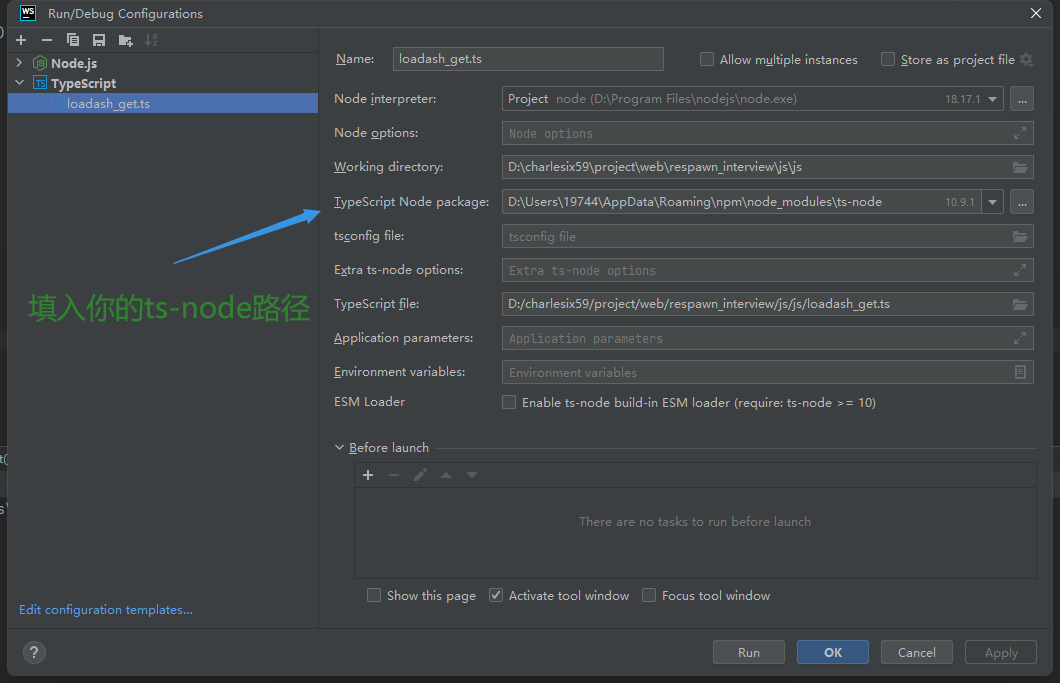 WS Run/Debug Configurations
Node.js
TypeScript
loadash_get.ts
填入你的ts-node路径
Edit configuration templates...
Name: loadash_get.ts Allow multiple instances Store as project file
Node interpreter: Project node (D:\Program Files\nodejs\node.exe) 18.17.1 ...
Node options: Node options
Working directory: D:\charlesix59\project\web\respawn_interview\js\js
TypeScript Node package: D:\Users\19744\AppData\Roaming\npm\node_modules\ts-node 10.9.1 ...
tsconfig file: tsconfig file
Extra ts-node options: Extra ts-node options
TypeScript file: D:/charlesix59/project/web/respawn_interview/js/js/loadash_get.ts
Application parameters: Application parameters
Environment variables: Environment variables
ESM Loader Enable ts-node build-in ESM loader (require: ts-node >= 10)
Before launch
There are no tasks to run before launch
Show this page Activate tool window Focus tool window
? Run OK Cancel Apply